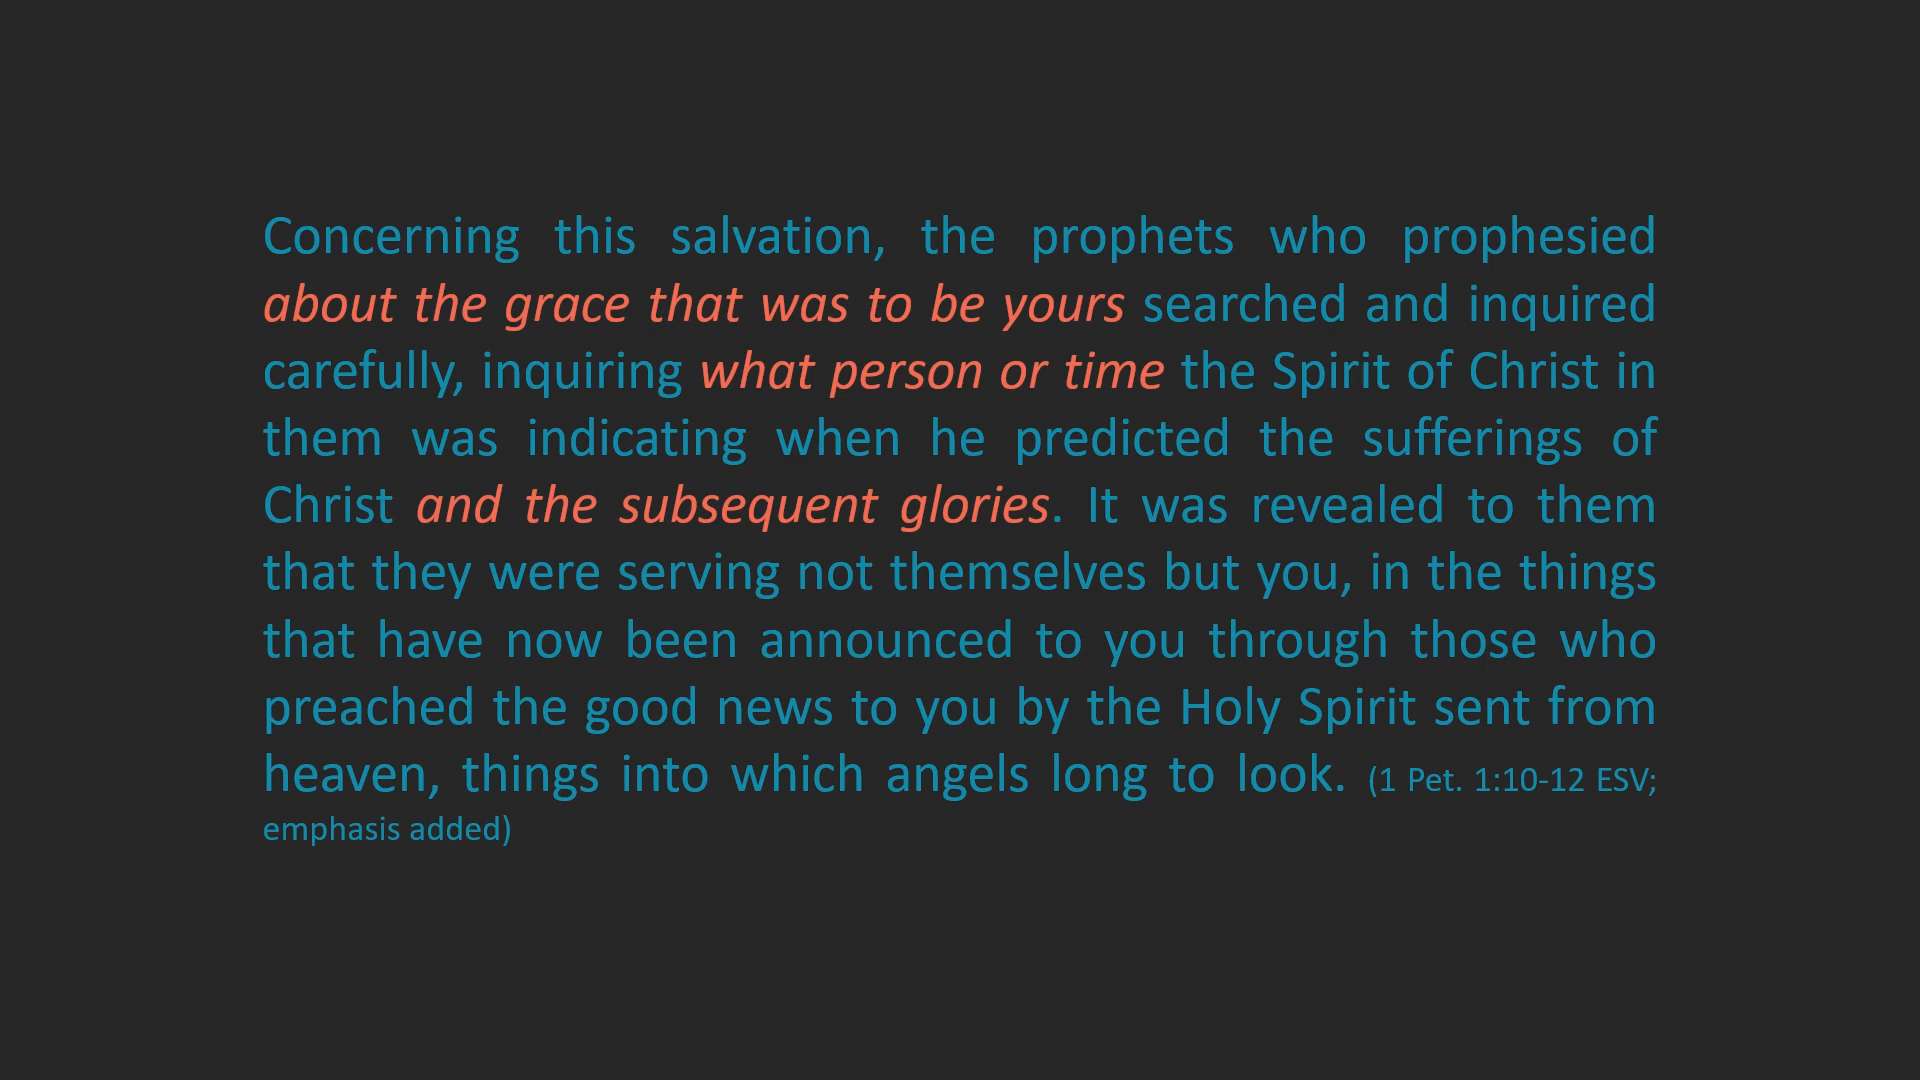 Concerning this salvation, the prophets who prophesied
about the grace that was to be yours searched and inquired
carefully, inquiring what person or time the Spirit of Christ in
them was indicating when he predicted the sufferings of
Christ and the subsequent glories. It was revealed to them
that they were serving not themselves but you, in the things
that have now been announced to you through those who
preached the good news to you by the Holy Spirit sent from
heaven, things into which angels long to look. (1 Pet. 1:10-12 ESV;
emphasis added)